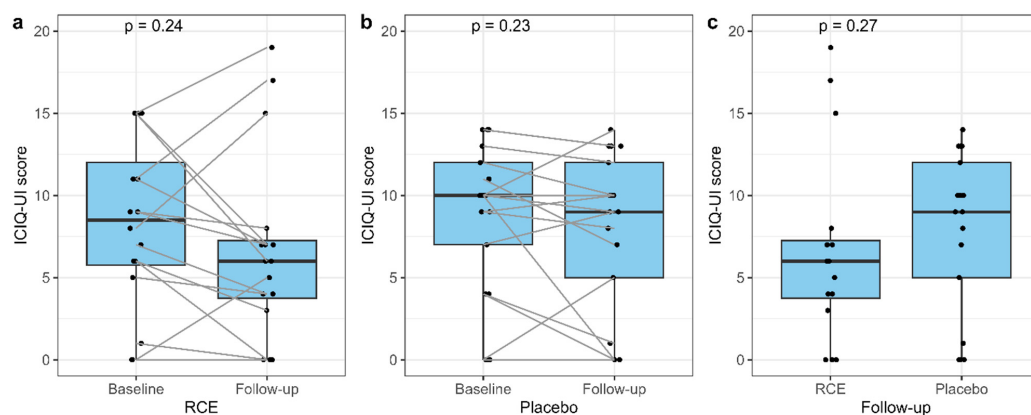 a
p = 0.24
20
15
10
5
0
ICIQ-UI score
Baseline
Follow-up
RCE
b
p = 0.23
20
15
10
5
0
ICIQ-UI score
Baseline
Follow-up
Placebo
c
p = 0.27
20
15
10
5
0
ICIQ-UI score
RCE
Placebo
Follow-up